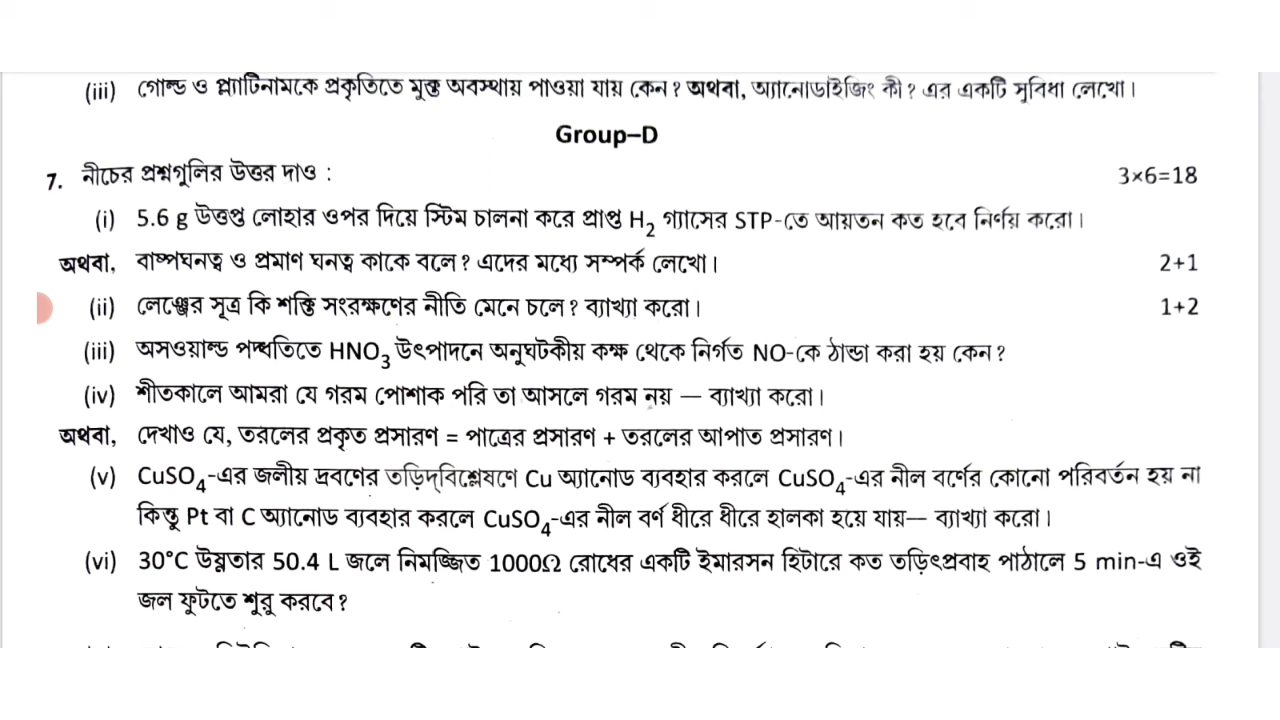 (iii) গোল্ড ও প্ল্যাটিনামকে প্রকৃতিতে মুক্ত অবস্থায় পাওয়া যায় কেন? অথবা, অ্যানোডাইজিং কী? এর একটি সুবিধা লেখো।
Group–D
7. নীচের প্রশ্নগুলির উত্তর দাও : 3×6=18
(i) 5.6 g উত্তপ্ত লোহার ওপর দিয়ে স্টিম চালনা করে প্রাপ্ত H₂ গ্যাসের STP-তে আয়তন কত হবে নির্ণয় করো।
অথবা, বাষ্পঘনত্ব ও প্রমাণ ঘনত্ব কাকে বলে? এদের মধ্যে সম্পর্ক লেখো। 2+1
(ii) লেঞ্জের সূত্র কি শক্তি সংরক্ষণের নীতি মেনে চলে? ব্যাখ্যা করো। 1+2
(iii) অসওয়াল্ড পদ্ধতিতে HNO₃ উৎপাদনে অনুঘটকীয় কক্ষ থেকে নির্গত NO-কে ঠান্ডা করা হয় কেন?
(iv) শীতকালে আমরা যে গরম পোশাক পরি তা আসলে গরম নয় — ব্যাখ্যা করো।
অথবা, দেখাও যে, তরলের প্রকৃত প্রসারণ = পাত্রের প্রসারণ + তরলের আপাত প্রসারণ।
(v) CuSO₄-এর জলীয় দ্রবণের তড়িদ্‌বিশ্লেষণে Cu অ্যানোড ব্যবহার করলে CuSO₄-এর নীল বর্ণের কোনো পরিবর্তন হয় না
কিন্তু Pt বা C অ্যানোড ব্যবহার করলে CuSO₄-এর নীল বর্ণ ধীরে ধীরে হালকা হয়ে যায়— ব্যাখ্যা করো।
(vi) 30°C উষ্ণতার 50.4 L জলে নিমজ্জিত 1000Ω রোধের একটি ইমারসন হিটারে কত তড়িৎপ্রবাহ পাঠালে 5 min-এ ওই
জল ফুটতে শুরু করবে?